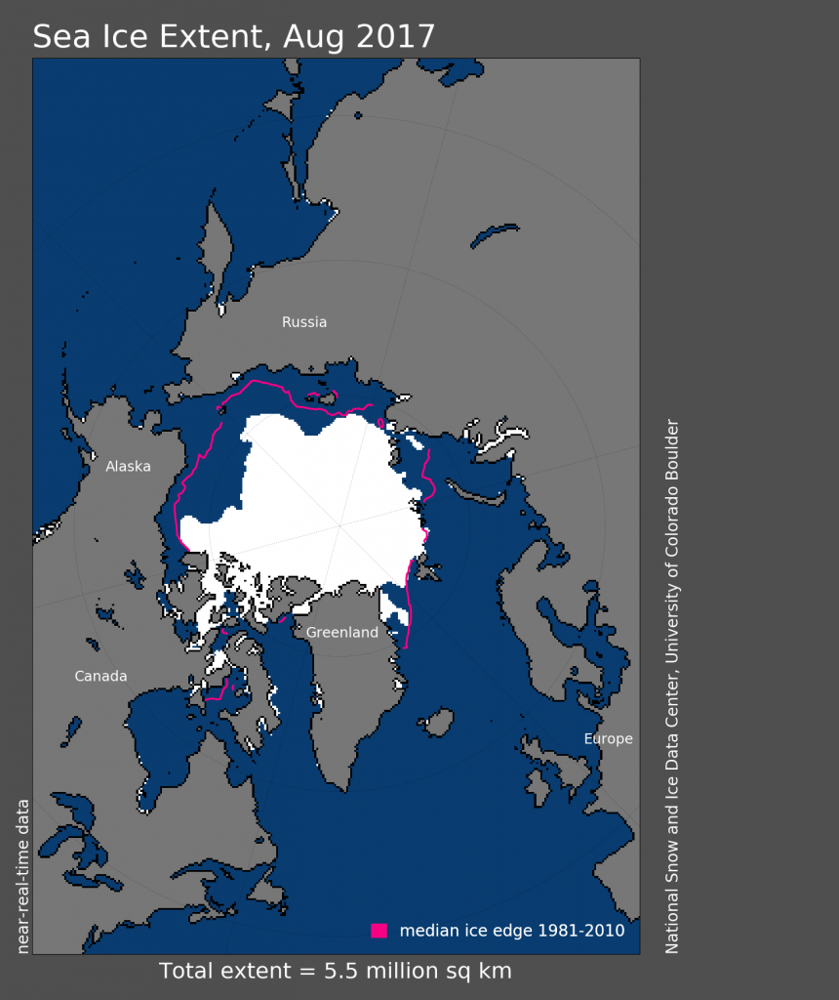 Sea Ice Extent, Aug 2017
Russia
Alaska
Greenland
Canada
Europe
median ice edge 1981-2010
near-real-time data
National Snow and Ice Data Center, University of Colorado Boulder
Total extent = 5.5 million sq km